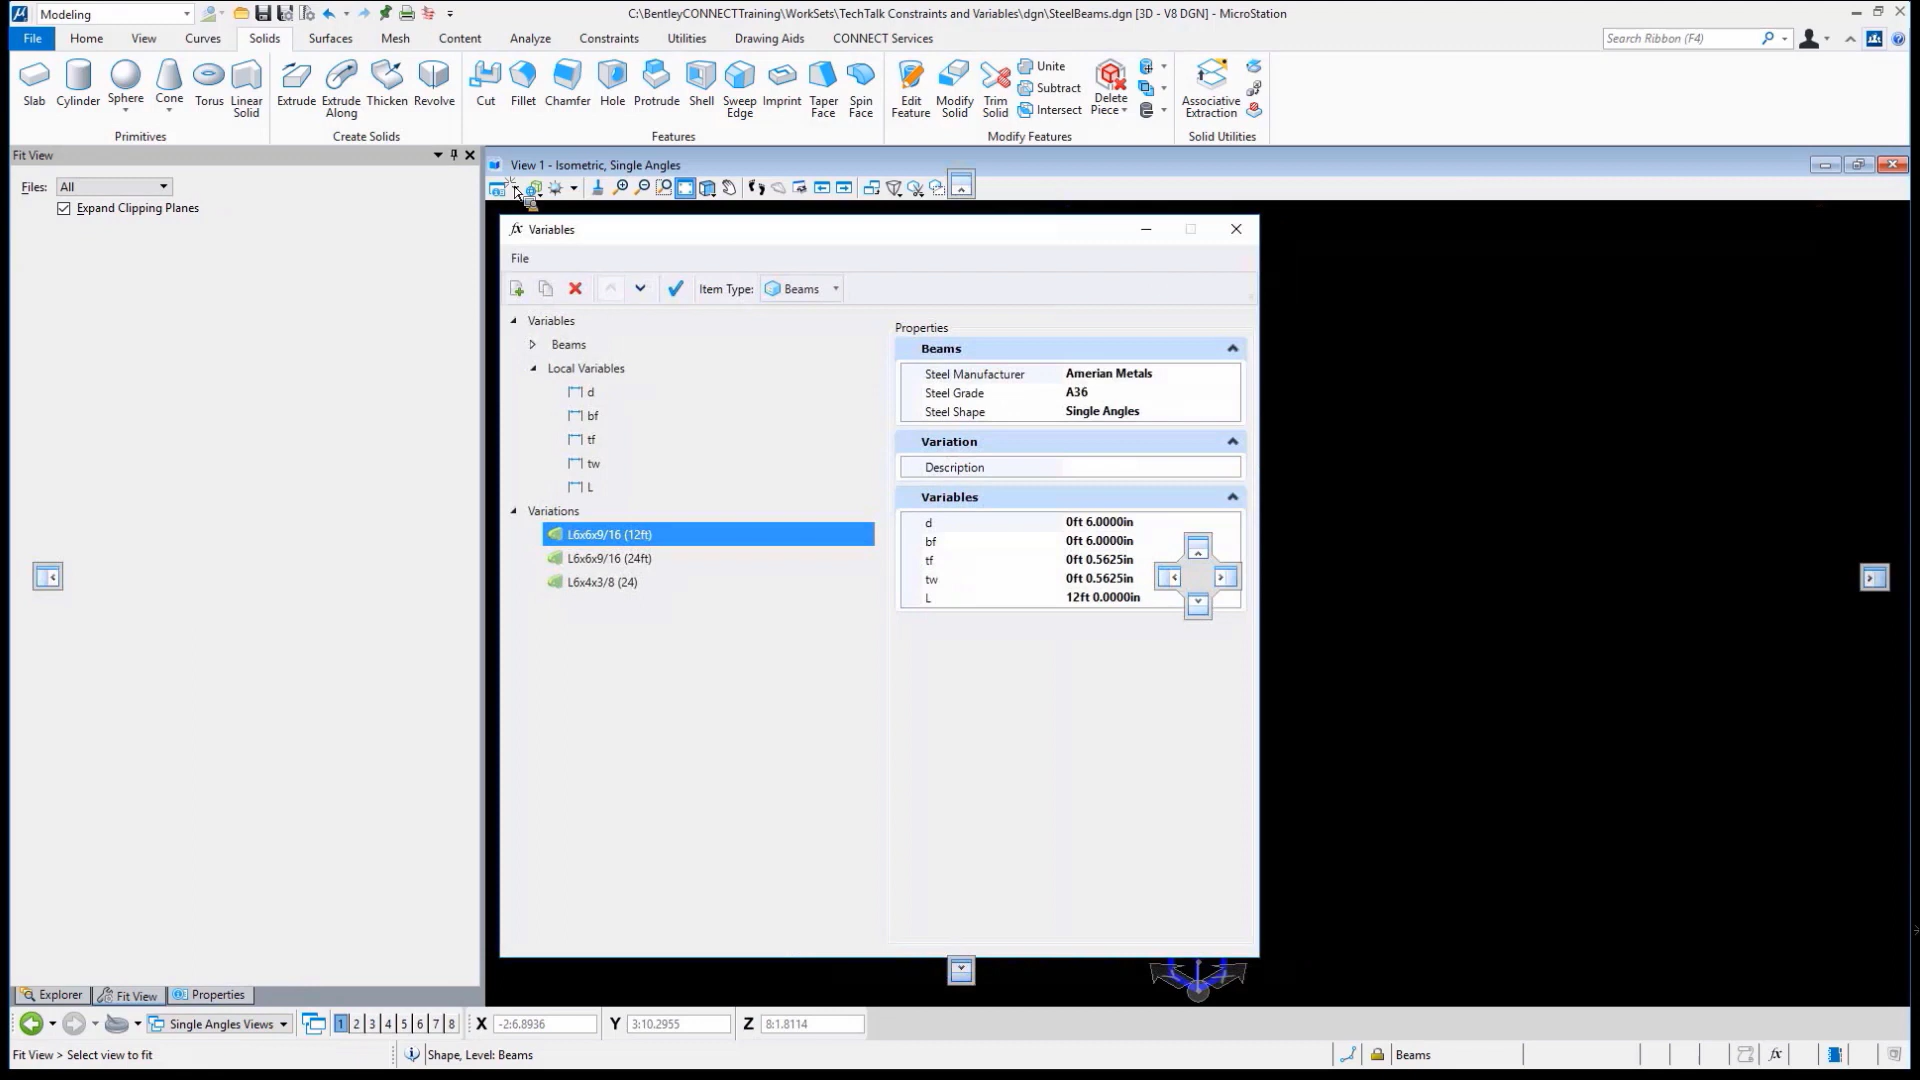 Modeling
C:\BentleyCONNECTTraining\WorkSets\TechTalk Constraints and Variables\dgn\SteelBeams.dgn [3D - V8 DGN] - MicroStation
File Home View Curves Solids Surfaces Mesh Content Analyze Constraints Utilities Drawing Aids CONNECT Services
Search Ribbon (F4)
Slab Cylinder Sphere Cone Torus Linear Solid
Extrude Extrude Along Thicken Revolve
Cut Fillet Chamfer Hole Protrude Shell Sweep Edge Imprint Taper Face Spin Face
Edit Feature Modify Solid Trim Solid Unite Subtract Intersect Delete Piece
Associative Extraction
Primitives Create Solids Features Modify Features Solid Utilities
Fit View
Files: All
Expand Clipping Planes
View 1 - Isometric, Single Angles
fx Variables
File
Item Type: Beams
Variables
Beams
Local Variables
d
bf
tf
tw
L
Variations
L6x6x9/16 (12ft)
L6x6x9/16 (24ft)
L6x4x3/8 (24)
Properties
Beams
Steel Manufacturer Amerian Metals
Steel Grade A36
Steel Shape Single Angles
Variation
Description
Variables
d 0ft 6.0000in
bf 0ft 6.0000in
tf 0ft 0.5625in
tw 0ft 0.5625in
L 12ft 0.0000in
Explorer Fit View Properties
Single Angles Views 1 2 3 4 5 6 7 8 X -2:6.8936 Y 3:10.2955 Z 8:1.8114
Fit View > Select view to fit
Shape, Level: Beams
Beams
fx